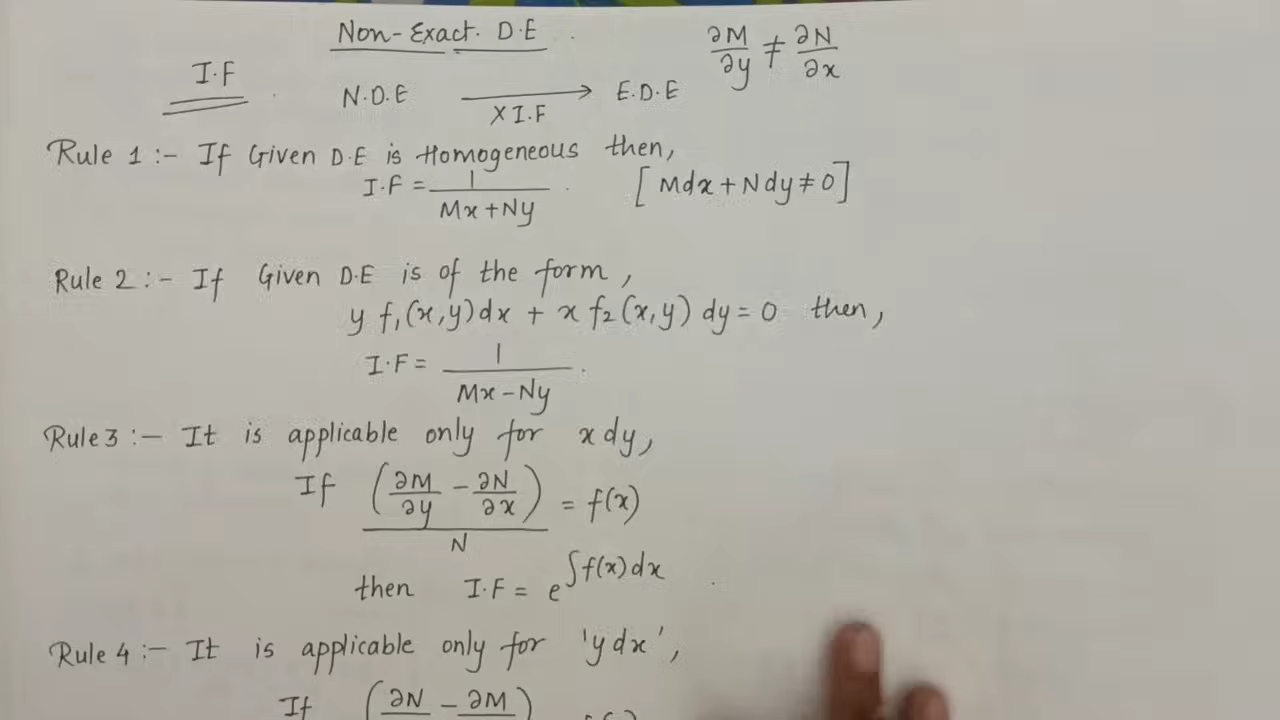 Non-Exact D.E
∂M/∂y ≠ ∂N/∂x
I.F
N.D.E ⟶ E.D.E
X I.F
Rule 1 :- If Given D.E is Homogeneous then,
I.F = 1/(Mx + Ny) [Mdx + Ndy ≠ 0]
Rule 2 :- If Given D.E is of the form,
y f₁(x,y)dx + x f₂(x,y) dy = 0 then,
I.F = 1/(Mx - Ny).
Rule 3 :- It is applicable only for x dy,
If (∂M/∂y - ∂N/∂x)/N = f(x)
then I.F = e^∫f(x)dx
Rule 4 :- It is applicable only for 'y dx',
If (∂N - ∂M)